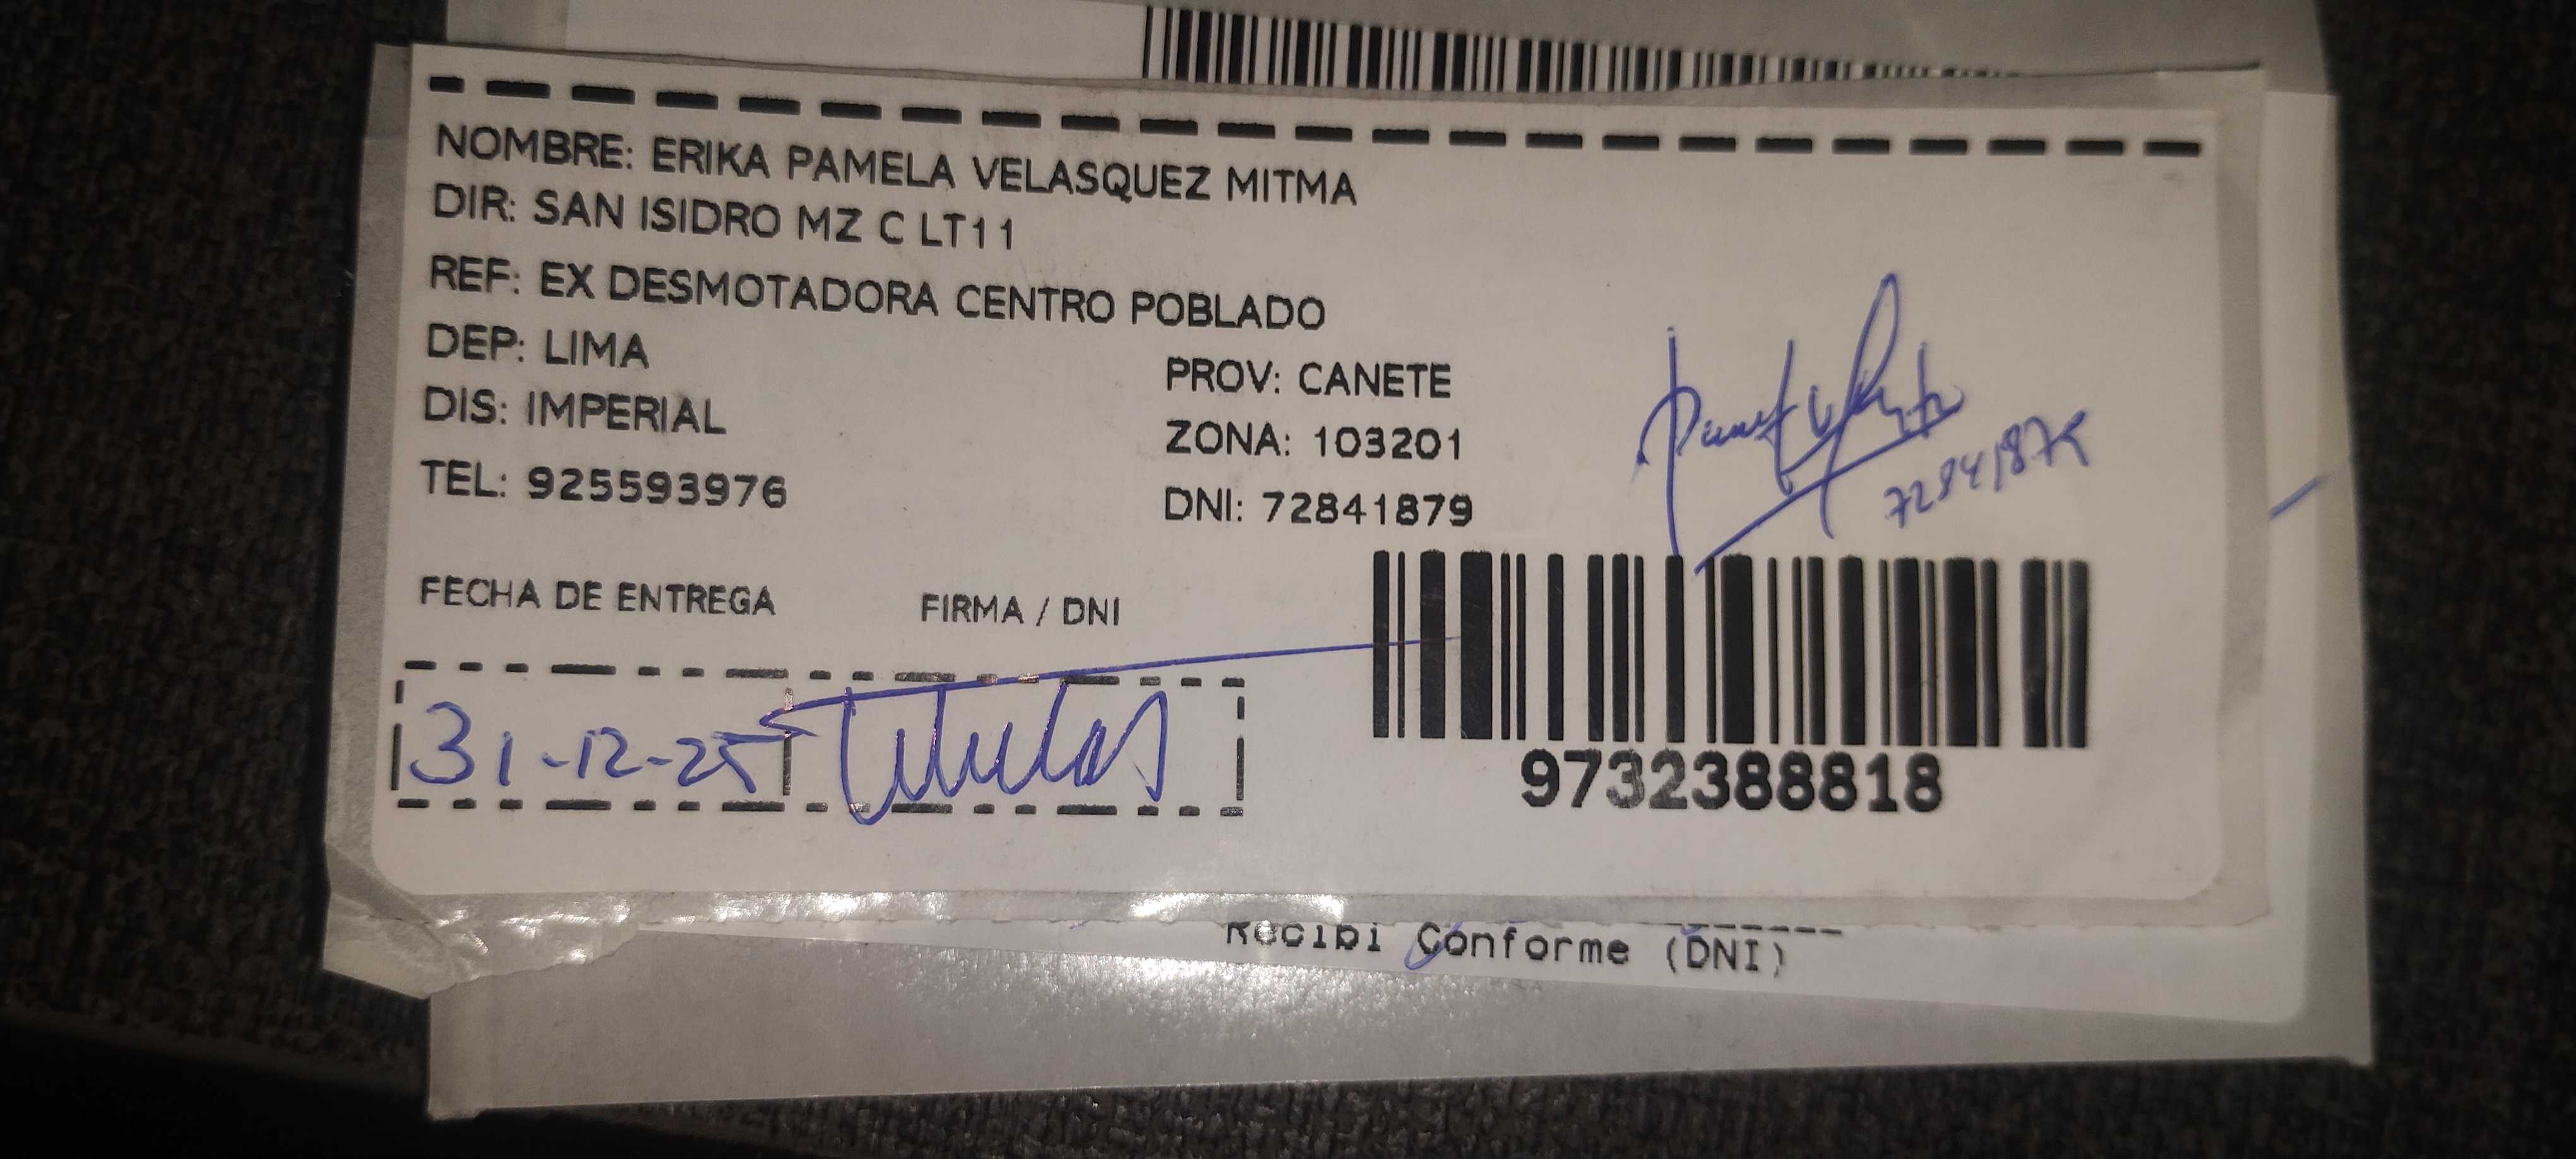 NOMBRE: ERIKA PAMELA VELASQUEZ MITMA
DIR: SAN ISIDRO MZ C LT11
REF: EX DESMOTADORA CENTRO POBLADO
DEP: LIMA
PROV: CANETE
DIS: IMPERIAL
ZONA: 103201
TEL: 925593976
DNI: 72841879
FECHA DE ENTREGA
FIRMA / DNI
31-12-25
9732388818
Recibi Conforme (DNI)